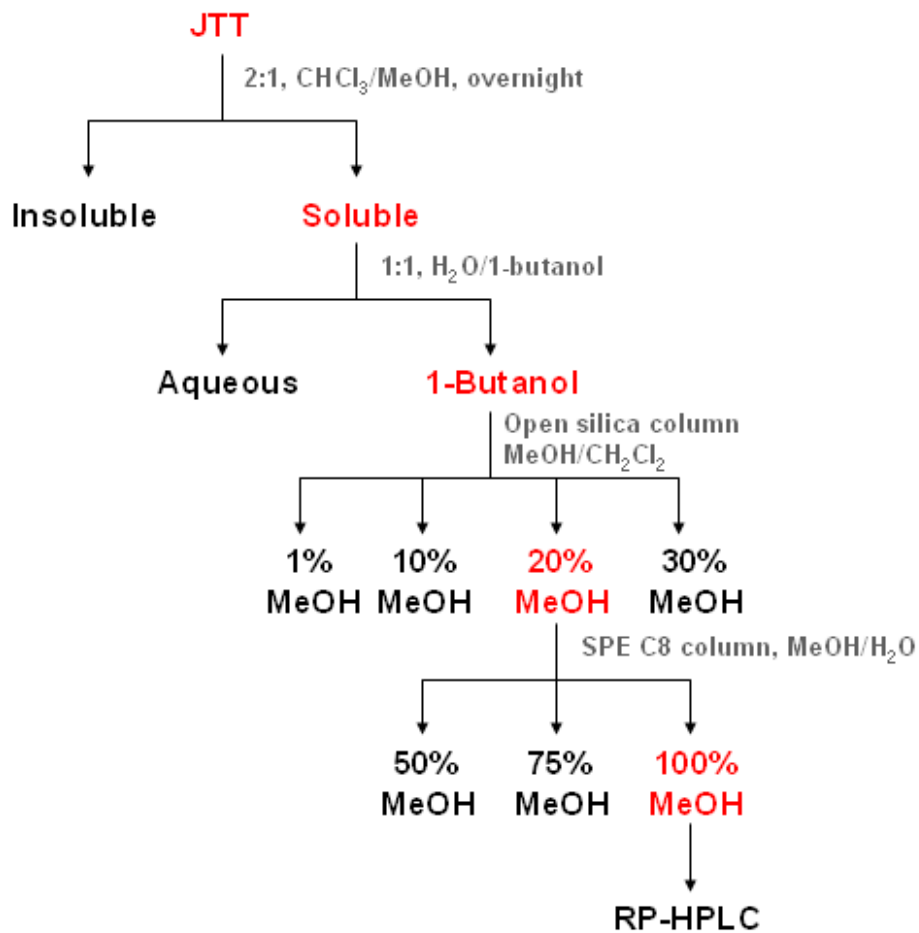 JTT
2:1, CHCl₃/MeOH, overnight
Insoluble
Soluble
1:1, H₂O/1-butanol
Aqueous
1-Butanol
Open silica column
MeOH/CH₂Cl₂
1%
MeOH
10%
MeOH
20%
MeOH
30%
MeOH
SPE C8 column, MeOH/H₂O
50%
MeOH
75%
MeOH
100%
MeOH
RP-HPLC